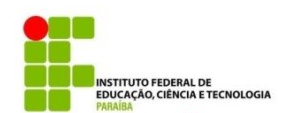 INSTITUTO FEDERAL DE
EDUCAÇÃO, CIÊNCIA E TECNOLOGIA
PARAÍBA